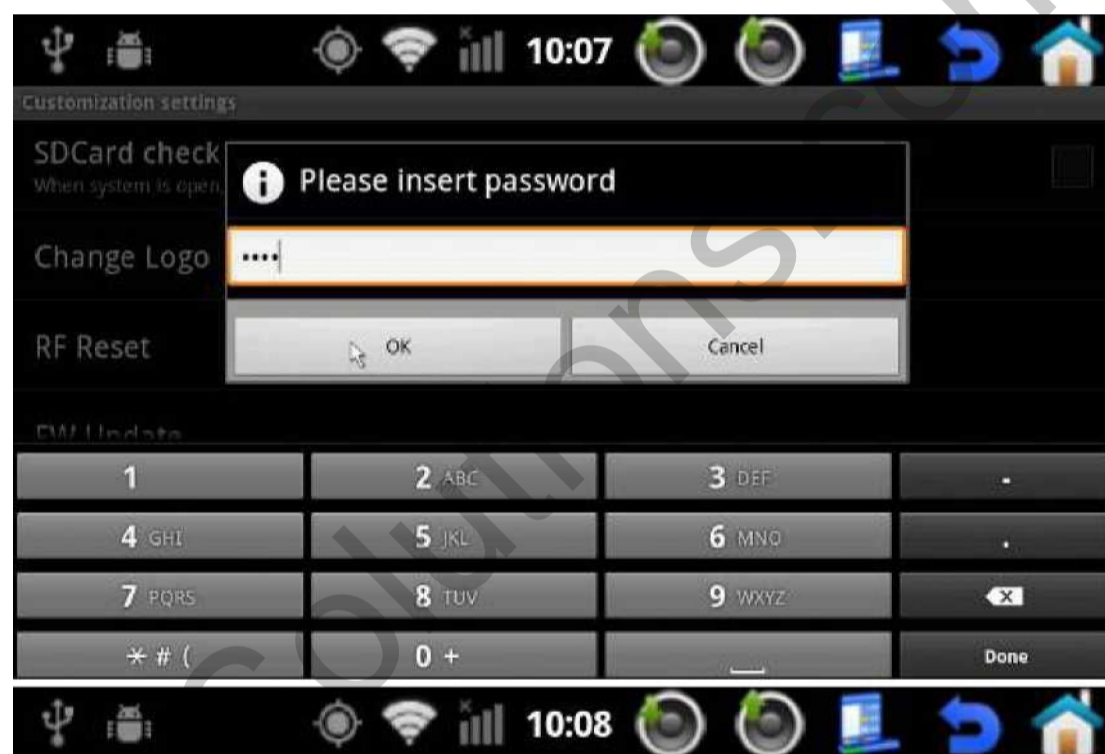 10:07
Customization settings
SDCard check
When system is open,
Please insert password
Change Logo
••••
RF Reset
OK
Cancel
FW Update
1
2 ABC
3 DEF
-
4 GHI
5 JKL
6 MNO
.
7 PQRS
8 TUV
9 WXYZ
* # (
0 +
Done
10:08